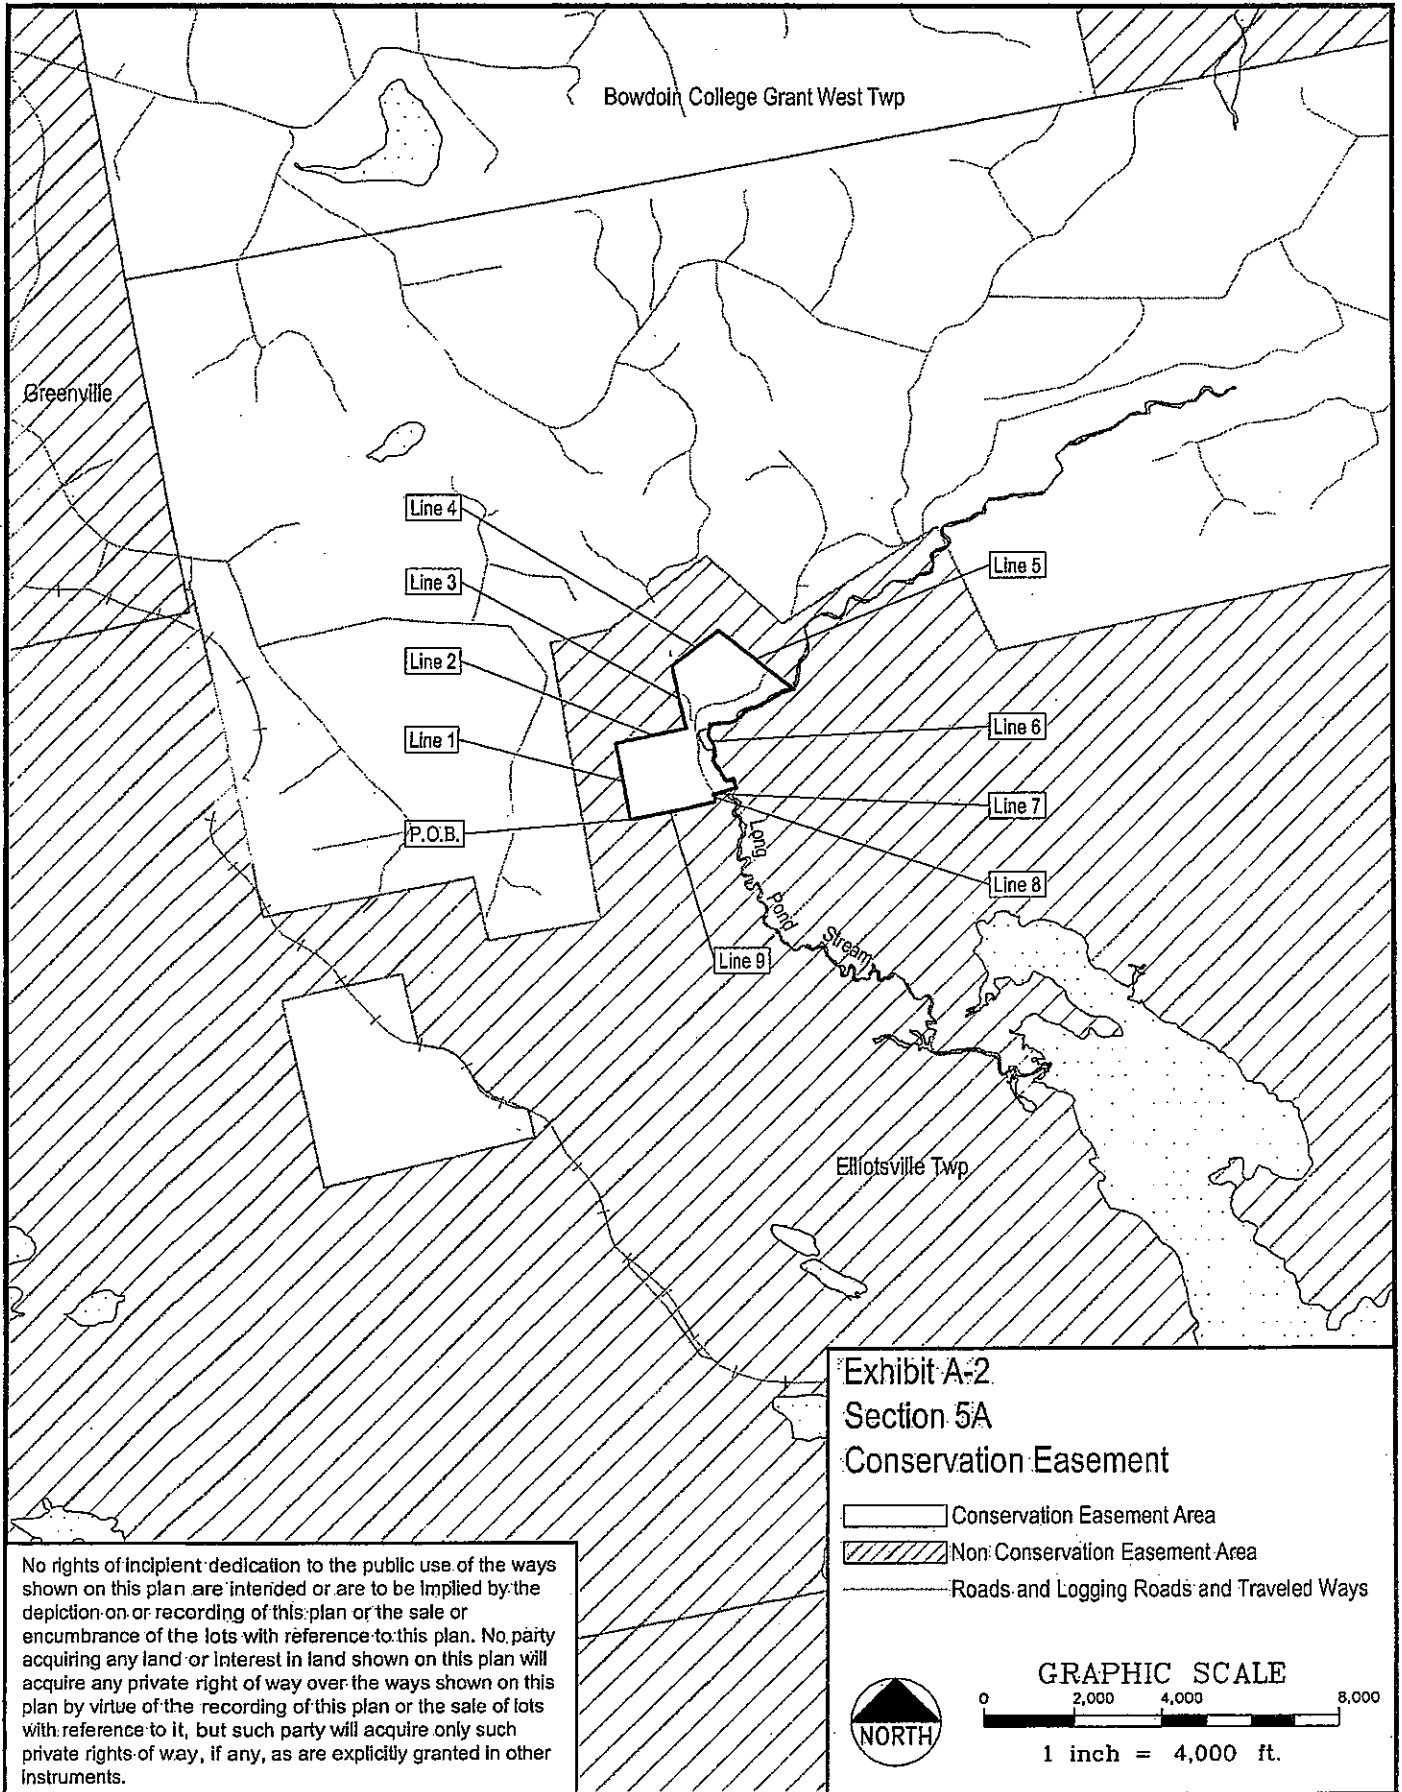 Bowdoin College Grant West Twp
Greenville
Line 4
Line 3
Line 5
Line 2
Line 1
Line 6
Line 7
P.O.B.
Line 8
Long
Pond
Stream
Line 9
Elliotsville Twp
Exhibit A-2
Section 5A
Conservation Easement
Conservation Easement Area
Non Conservation Easement Area
Roads and Logging Roads and Traveled Ways
No rights of incipient dedication to the public use of the ways
shown on this plan are intended or are to be implied by the
depiction on or recording of this plan or the sale or
encumbrance of the lots with reference to this plan. No party
acquiring any land or interest in land shown on this plan will
acquire any private right of way over the ways shown on this
plan by virtue of the recording of this plan or the sale of lots
with reference to it, but such party will acquire only such
private rights of way, if any, as are explicitly granted in other
instruments.
NORTH
GRAPHIC SCALE
0 2,000 4,000 8,000
1 inch = 4,000 ft.